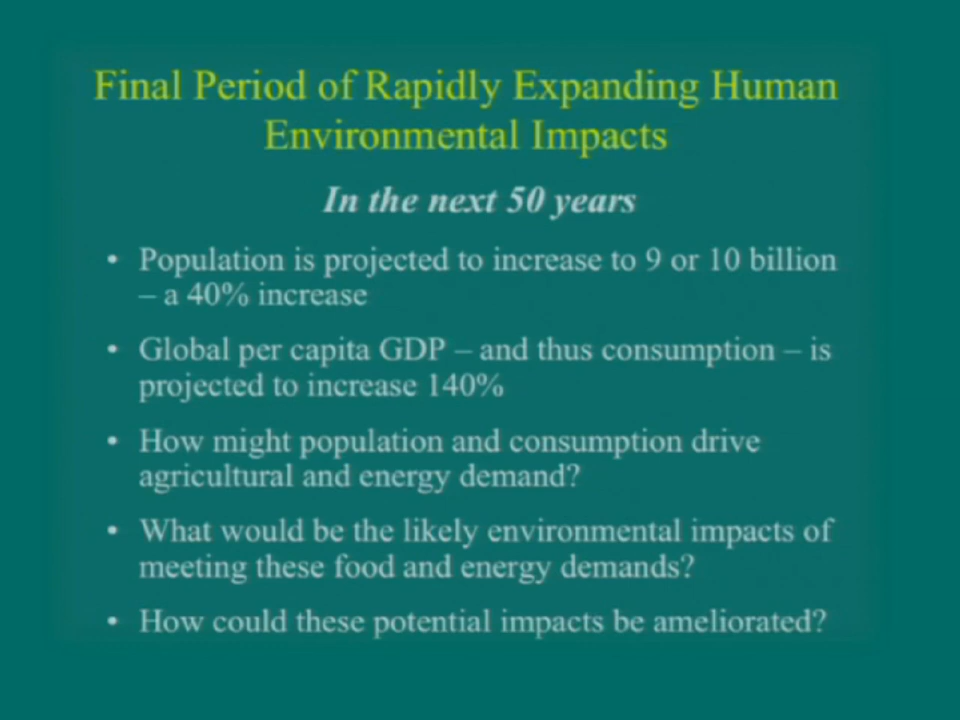 Final Period of Rapidly Expanding Human
Environmental Impacts
In the next 50 years
• Population is projected to increase to 9 or 10 billion
– a 40% increase
• Global per capita GDP – and thus consumption – is
projected to increase 140%
• How might population and consumption drive
agricultural and energy demand?
• What would be the likely environmental impacts of
meeting these food and energy demands?
• How could these potential impacts be ameliorated?